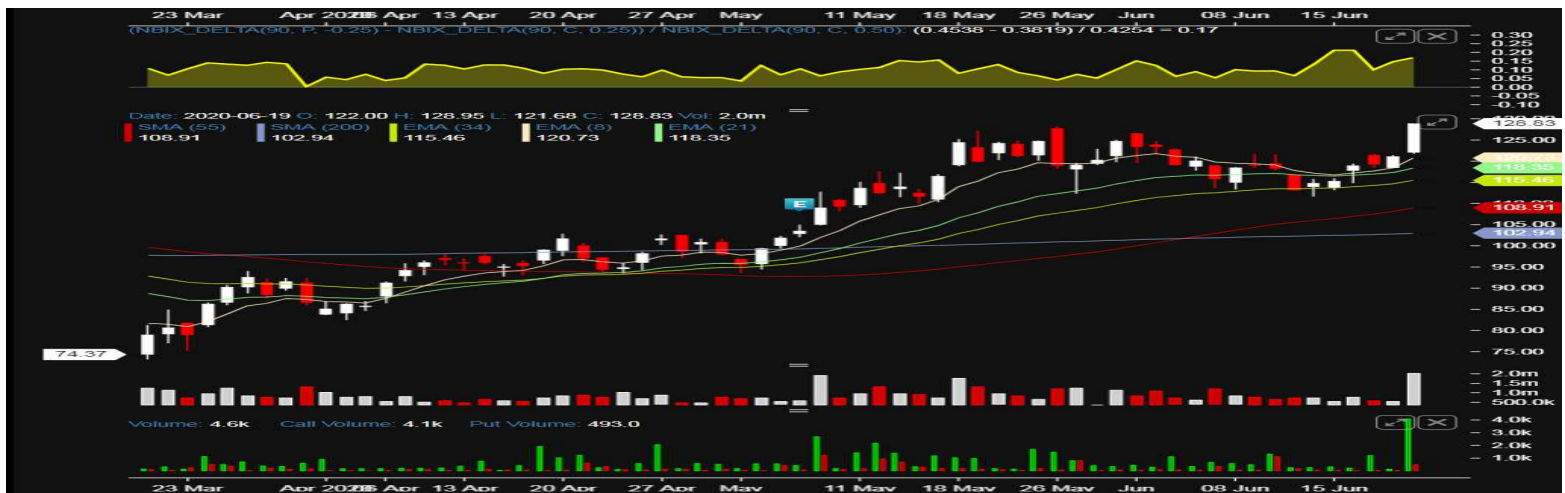 23 Mar Apr 2020 06 Apr 13 Apr 20 Apr 27 Apr May 11 May 18 May 26 May Jun 08 Jun 15 Jun
(NBIX_DELTA(90, P, -0.25) - NBIX_DELTA(90, C, 0.25)) / NBIX_DELTA(90, C, 0.50): (0.4538 - 0.3819) / 0.4254 = 0.17
0.30
0.25
0.20
0.15
0.10
0.05
0.00
-0.05
-0.10
Date: 2020-06-19 O: 122.00 H: 128.95 L: 121.68 C: 128.83 Vol: 2.0m
SMA (55) SMA (200) EMA (34) EMA (8) EMA (21)
108.91 102.94 115.46 120.73 118.35
128.83
125.00
120.73
118.35
115.46
108.91
105.00
102.94
100.00
95.00
90.00
85.00
80.00
75.00
E
74.37
2.0m
1.5m
1.0m
500.0k
Volume: 4.6k Call Volume: 4.1k Put Volume: 493.0
4.0k
3.0k
2.0k
1.0k
23 Mar Apr 2020 06 Apr 13 Apr 20 Apr 27 Apr May 11 May 18 May 26 May Jun 08 Jun 15 Jun